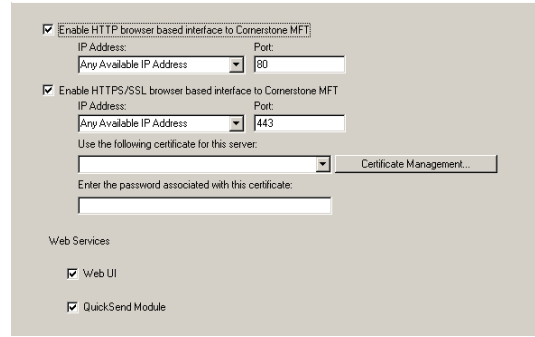 Enable HTTP browser based interface to Cornerstone MFT
IP Address: Port:
Any Available IP Address 80
Enable HTTPS/SSL browser based interface to Cornerstone MFT
IP Address: Port:
Any Available IP Address 443
Use the following certificate for this server:
Certificate Management...
Enter the password associated with this certificate:
Web Services
Web UI
QuickSend Module